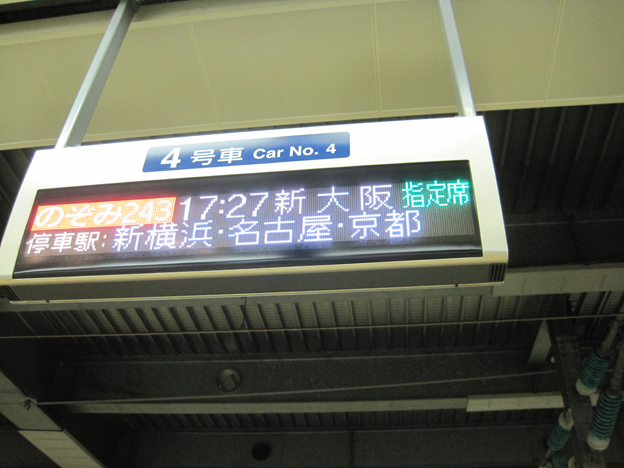 4号車 Car No. 4
のぞみ243 17:27 新大阪 指定席
停車駅:新横浜・名古屋・京都